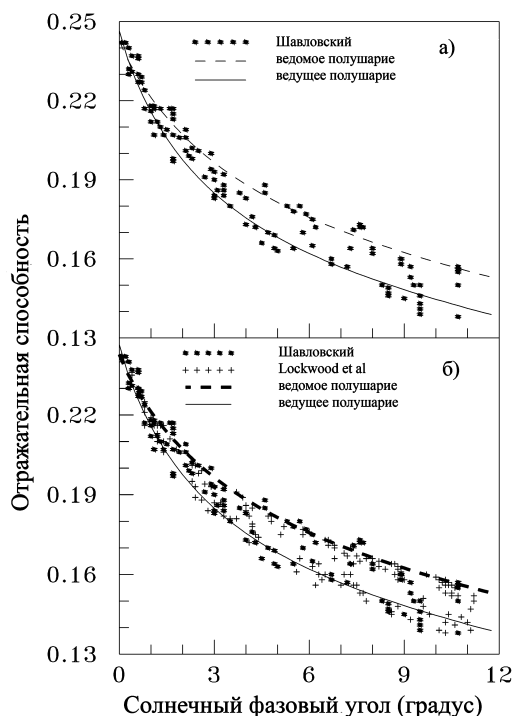 0.25
Шавловский
а)
ведомое полушарие
ведущее полушарие
0.22
0.19
0.16
0.13
Шавловский
б)
Lockwood et al
ведомое полушарие
ведущее полушарие
0.22
0.19
0.16
0.13
0 3 6 9 12
Отражательная способность
Солнечный фазовый угол (градус)